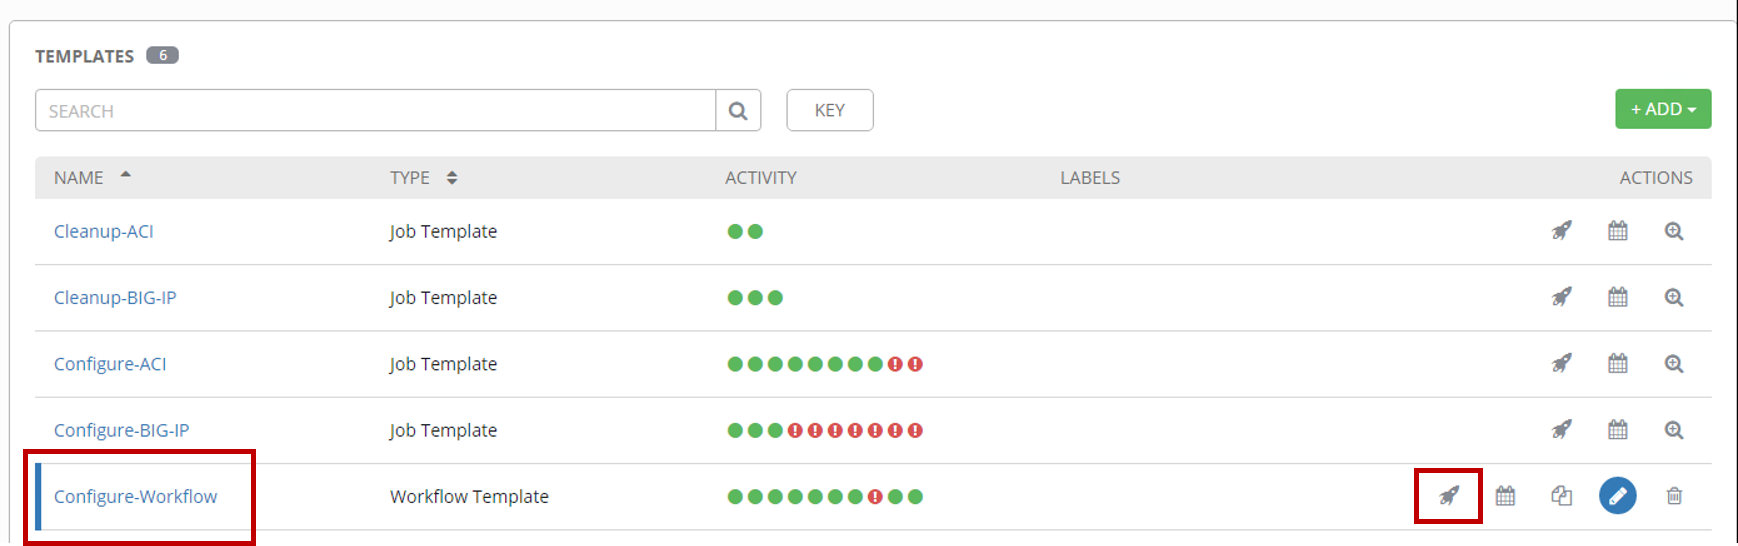 TEMPLATES 6
SEARCH KEY + ADD
NAME TYPE ACTIVITY LABELS ACTIONS
Cleanup-ACI Job Template
Cleanup-BIG-IP Job Template
Configure-ACI Job Template
Configure-BIG-IP Job Template
Configure-Workflow Workflow Template